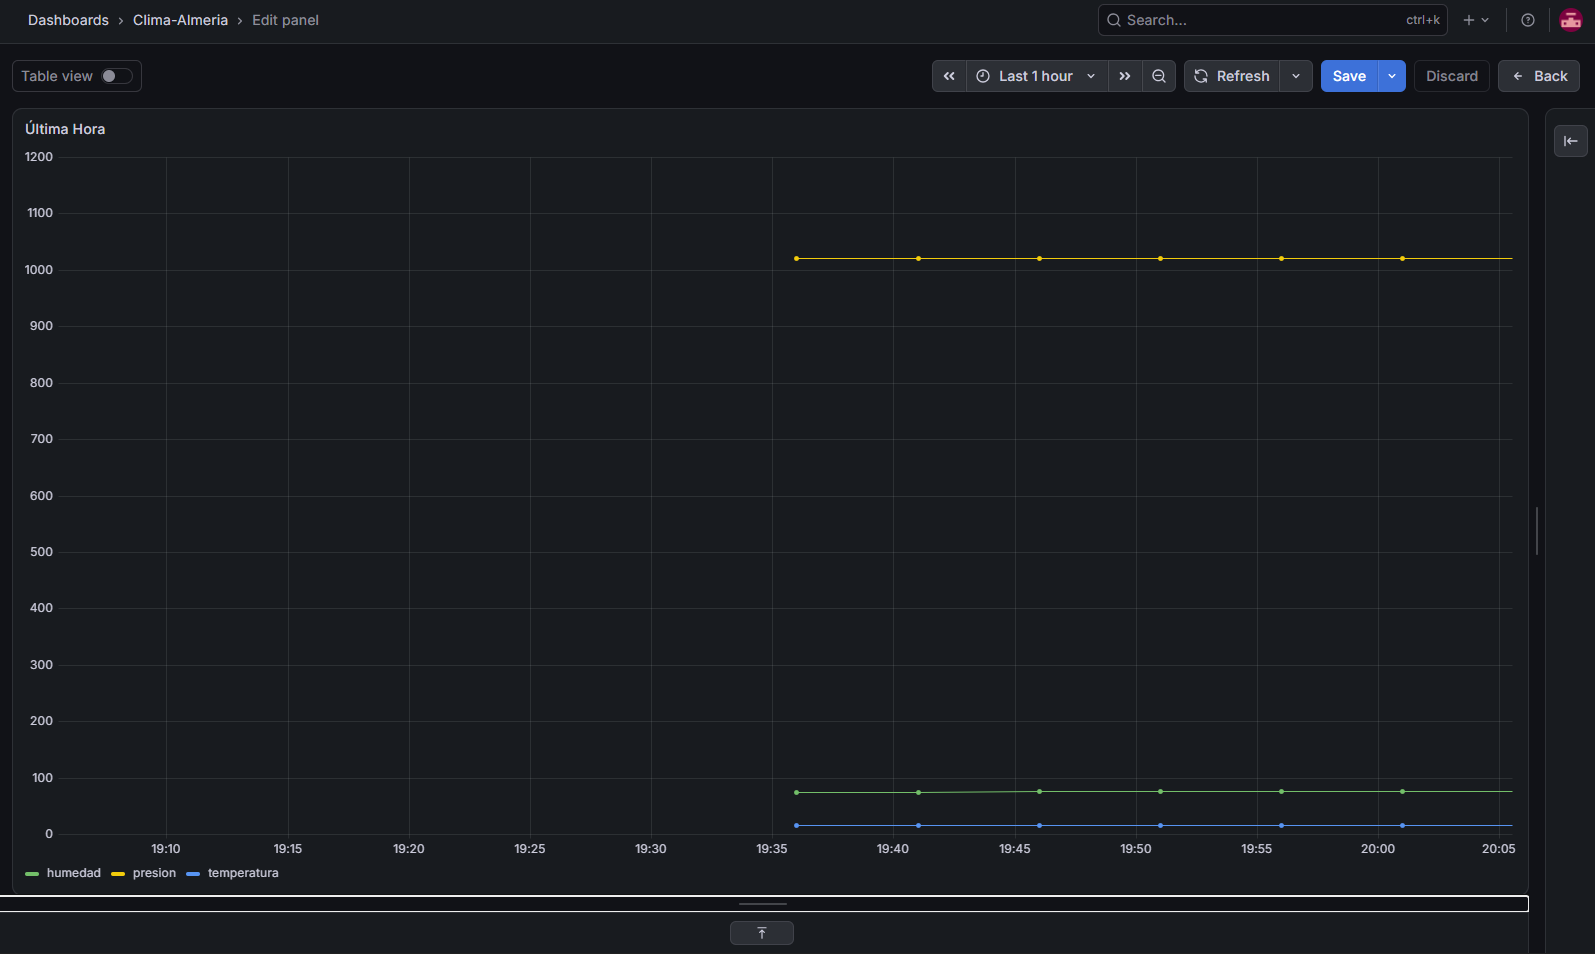 Dashboards › Clima-Almeria › Edit panel
Search... ctrl+k
Table view
Last 1 hour
Refresh
Save
Discard
Back
Última Hora
1200
1100
1000
900
800
700
600
500
400
300
200
100
0
19:10 19:15 19:20 19:25 19:30 19:35 19:40 19:45 19:50 19:55 20:00 20:05
humedad presion temperatura